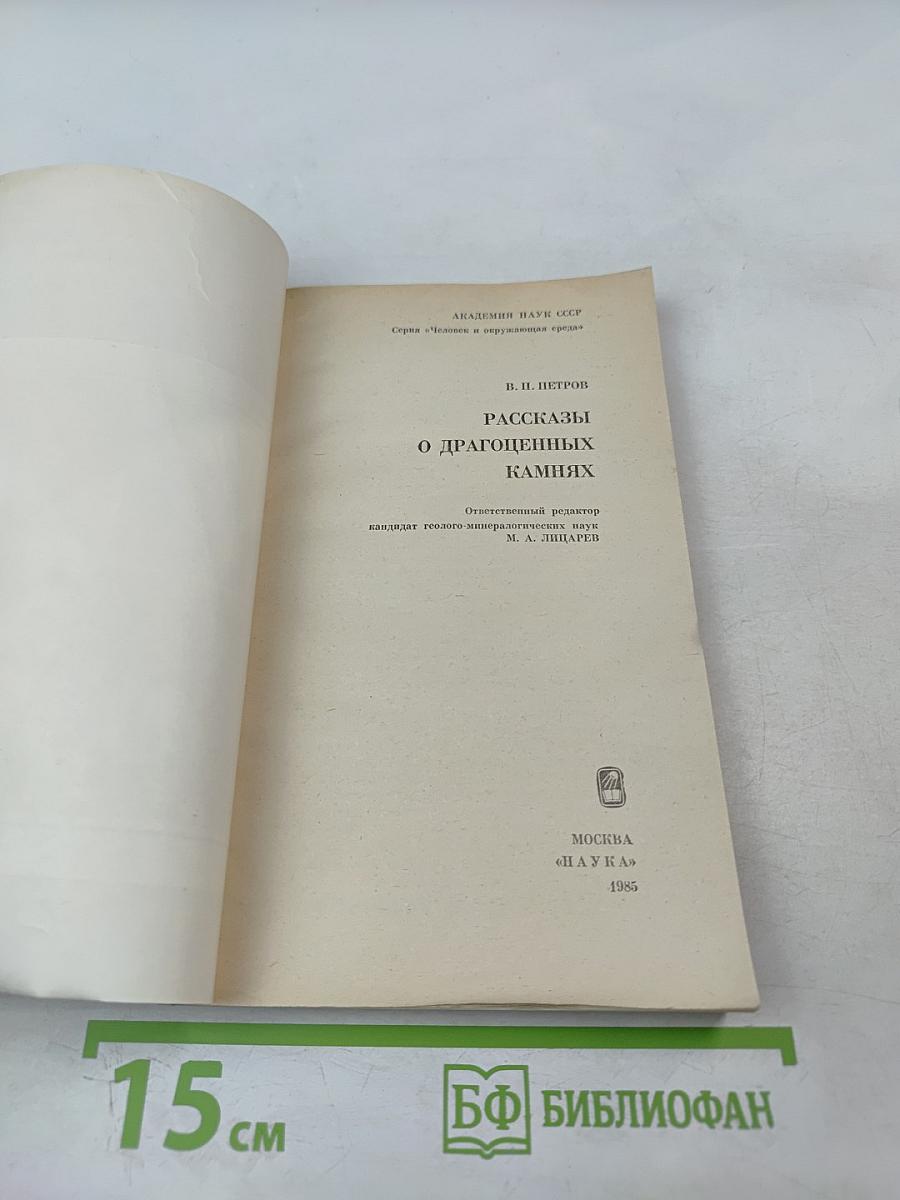 АКАДЕМИЯ НАУК СССР
Серия «Человек и окружающая среда»
В. П. ПЕТРОВ
РАССКАЗЫ
О ДРАГОЦЕННЫХ
КАМНЯХ
Ответственный редактор
кандидат геолого-минералогических наук
М. А. ЛИЦАРЕВ
МОСКВА
«НАУКА»
1985
15 см
БФ БИБЛИОФАН